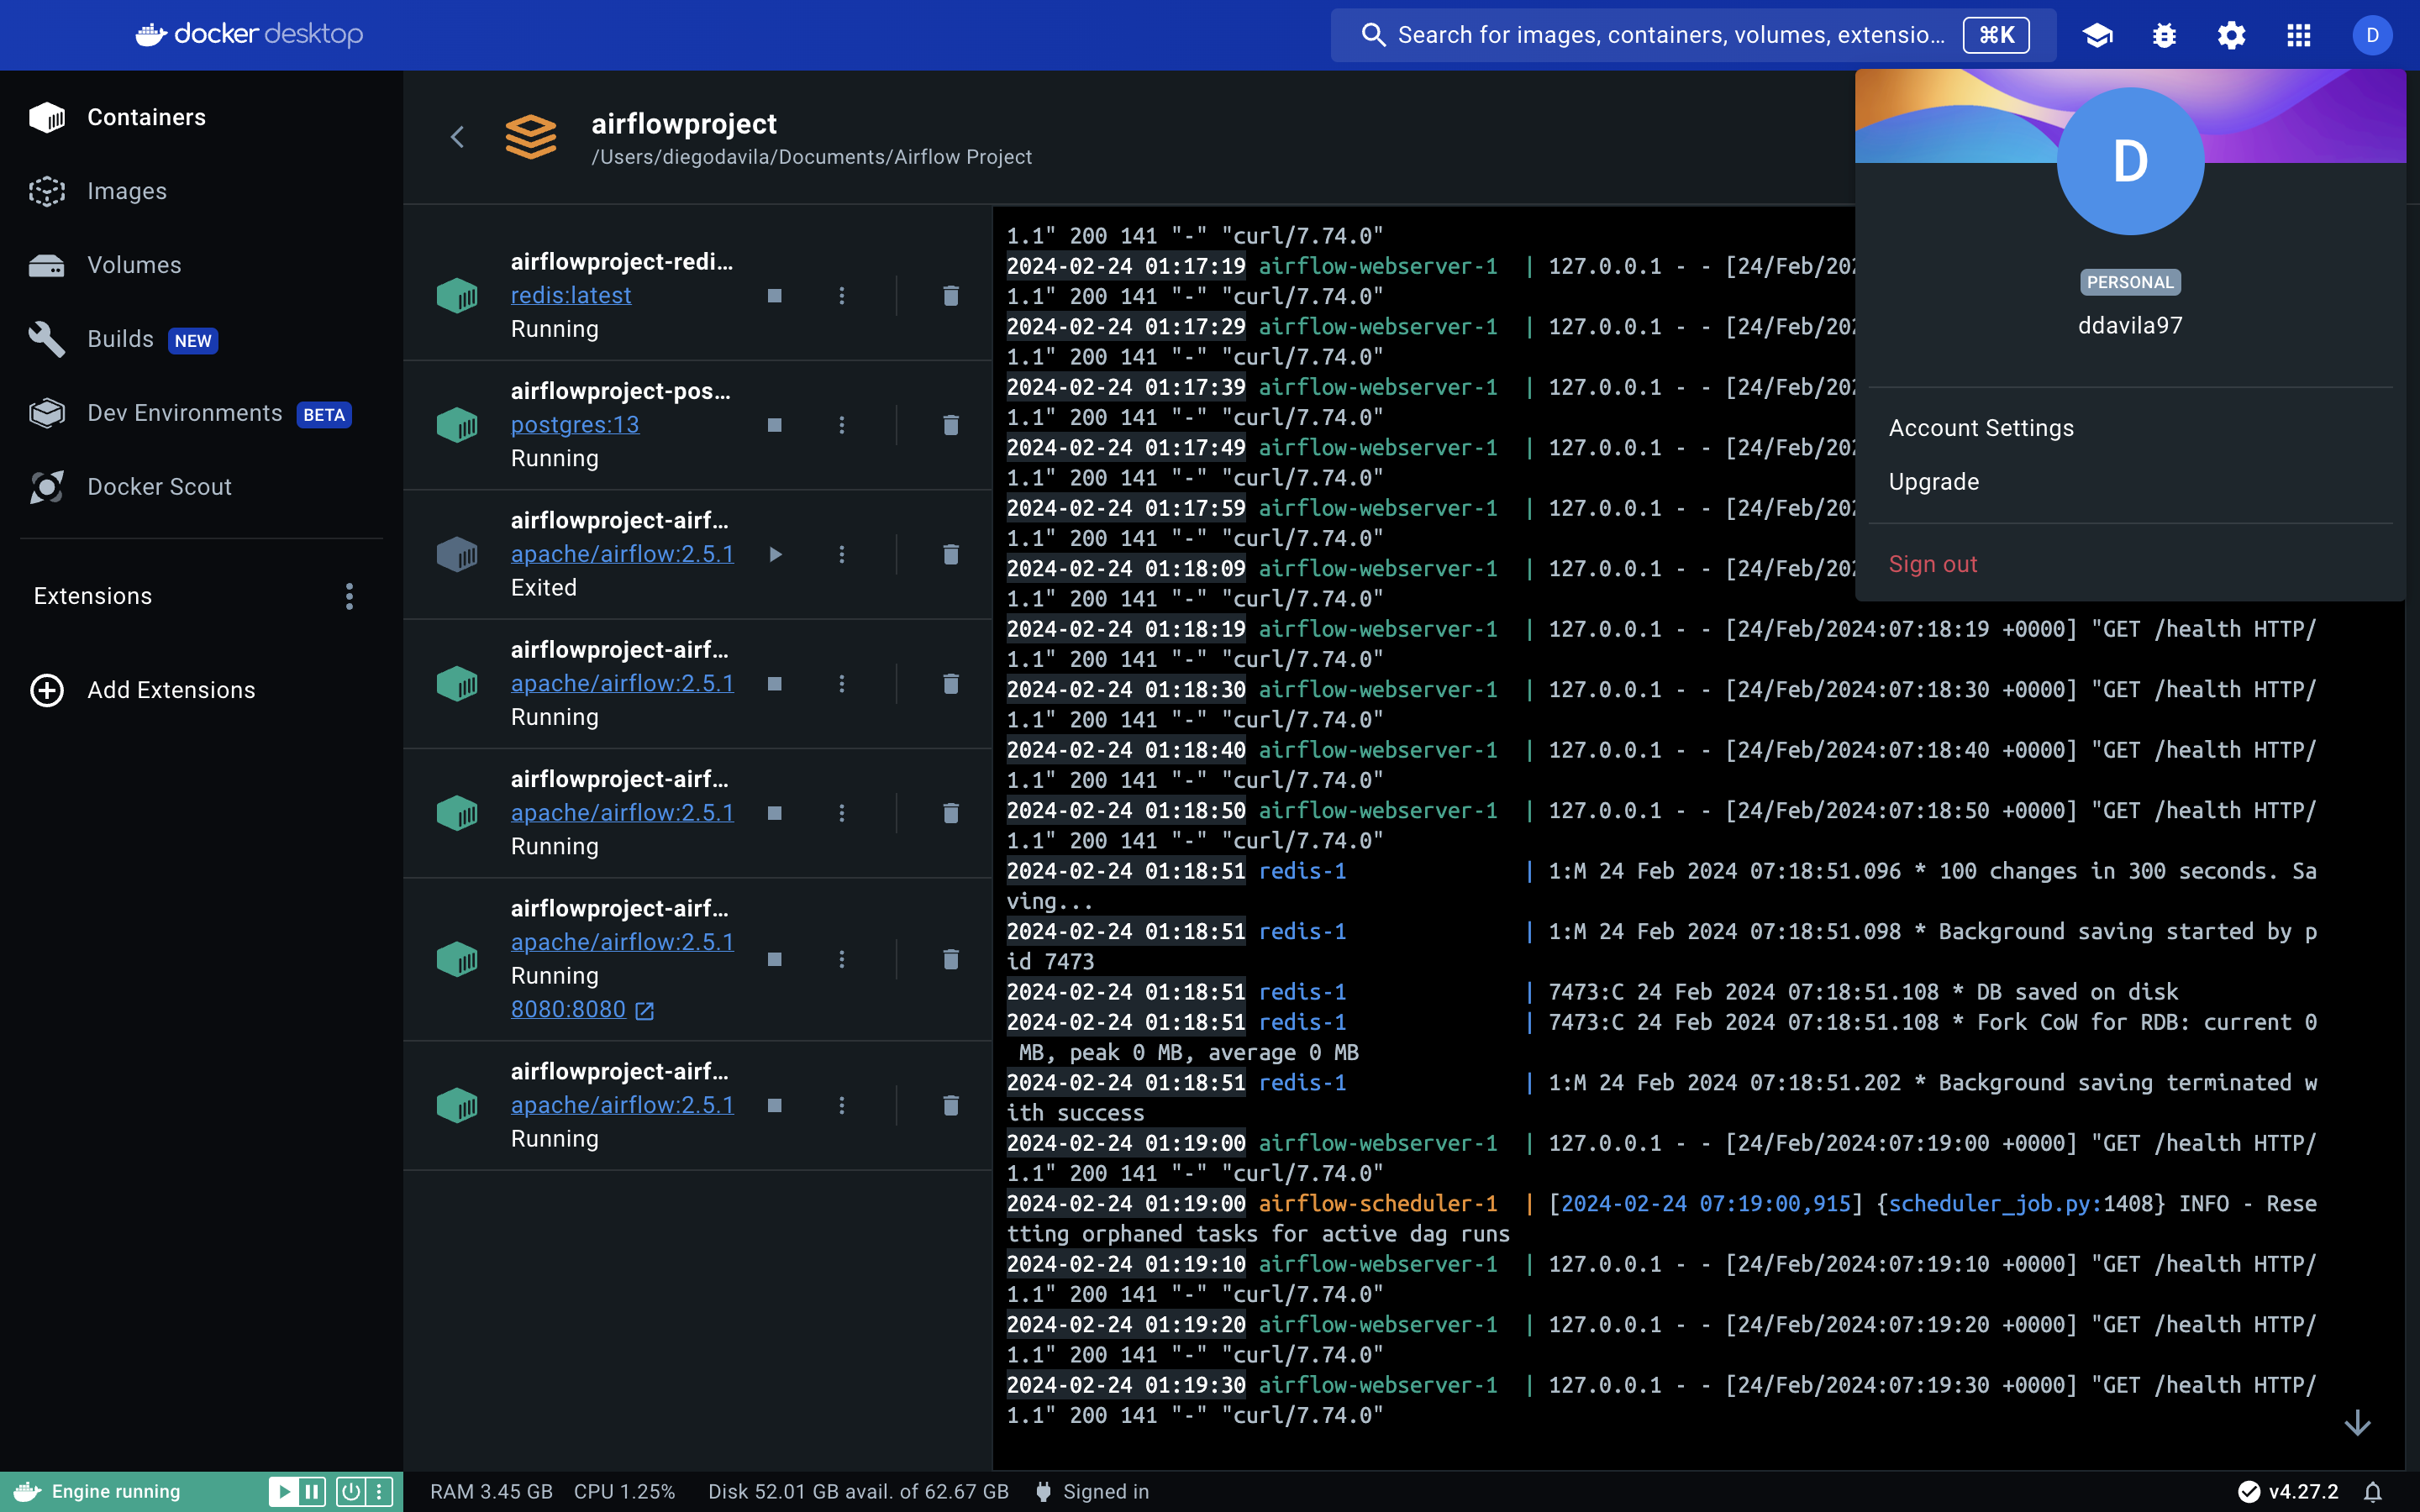 docker desktop
Search for images, containers, volumes, extensio...
⌘K
D
Containers
Images
Volumes
Builds NEW
Dev Environments BETA
Docker Scout
Extensions
Add Extensions
airflowproject
/Users/diegodavila/Documents/Airflow Project
airflowproject-redi...
redis:latest
Running
airflowproject-pos...
postgres:13
Running
airflowproject-airf...
apache/airflow:2.5.1
Exited
airflowproject-airf...
apache/airflow:2.5.1
Running
airflowproject-airf...
apache/airflow:2.5.1
Running
airflowproject-airf...
apache/airflow:2.5.1
Running
8080:8080
airflowproject-airf...
apache/airflow:2.5.1
Running
1.1" 200 141 "-" "curl/7.74.0"
2024-02-24 01:17:19 airflow-webserver-1 | 127.0.0.1 - - [24/Feb/202
1.1" 200 141 "-" "curl/7.74.0"
2024-02-24 01:17:29 airflow-webserver-1 | 127.0.0.1 - - [24/Feb/202
1.1" 200 141 "-" "curl/7.74.0"
2024-02-24 01:17:39 airflow-webserver-1 | 127.0.0.1 - - [24/Feb/202
1.1" 200 141 "-" "curl/7.74.0"
2024-02-24 01:17:49 airflow-webserver-1 | 127.0.0.1 - - [24/Feb/202
1.1" 200 141 "-" "curl/7.74.0"
2024-02-24 01:17:59 airflow-webserver-1 | 127.0.0.1 - - [24/Feb/202
1.1" 200 141 "-" "curl/7.74.0"
2024-02-24 01:18:09 airflow-webserver-1 | 127.0.0.1 - - [24/Feb/202
1.1" 200 141 "-" "curl/7.74.0"
2024-02-24 01:18:19 airflow-webserver-1 | 127.0.0.1 - - [24/Feb/2024:07:18:19 +0000] "GET /health HTTP/
1.1" 200 141 "-" "curl/7.74.0"
2024-02-24 01:18:30 airflow-webserver-1 | 127.0.0.1 - - [24/Feb/2024:07:18:30 +0000] "GET /health HTTP/
1.1" 200 141 "-" "curl/7.74.0"
2024-02-24 01:18:40 airflow-webserver-1 | 127.0.0.1 - - [24/Feb/2024:07:18:40 +0000] "GET /health HTTP/
1.1" 200 141 "-" "curl/7.74.0"
2024-02-24 01:18:50 airflow-webserver-1 | 127.0.0.1 - - [24/Feb/2024:07:18:50 +0000] "GET /health HTTP/
1.1" 200 141 "-" "curl/7.74.0"
2024-02-24 01:18:51 redis-1 | 1:M 24 Feb 2024 07:18:51.096 * 100 changes in 300 seconds. Sa
ving...
2024-02-24 01:18:51 redis-1 | 1:M 24 Feb 2024 07:18:51.098 * Background saving started by p
id 7473
2024-02-24 01:18:51 redis-1 | 7473:C 24 Feb 2024 07:18:51.108 * DB saved on disk
2024-02-24 01:18:51 redis-1 | 7473:C 24 Feb 2024 07:18:51.108 * Fork CoW for RDB: current 0
MB, peak 0 MB, average 0 MB
2024-02-24 01:18:51 redis-1 | 1:M 24 Feb 2024 07:18:51.202 * Background saving terminated w
ith success
2024-02-24 01:19:00 airflow-webserver-1 | 127.0.0.1 - - [24/Feb/2024:07:19:00 +0000] "GET /health HTTP/
1.1" 200 141 "-" "curl/7.74.0"
2024-02-24 01:19:00 airflow-scheduler-1 | [2024-02-24 07:19:00,915] {scheduler_job.py:1408} INFO - Rese
tting orphaned tasks for active dag runs
2024-02-24 01:19:10 airflow-webserver-1 | 127.0.0.1 - - [24/Feb/2024:07:19:10 +0000] "GET /health HTTP/
1.1" 200 141 "-" "curl/7.74.0"
2024-02-24 01:19:20 airflow-webserver-1 | 127.0.0.1 - - [24/Feb/2024:07:19:20 +0000] "GET /health HTTP/
1.1" 200 141 "-" "curl/7.74.0"
2024-02-24 01:19:30 airflow-webserver-1 | 127.0.0.1 - - [24/Feb/2024:07:19:30 +0000] "GET /health HTTP/
1.1" 200 141 "-" "curl/7.74.0"
D
PERSONAL
ddavila97
Account Settings
Upgrade
Sign out
Engine running
RAM 3.45 GB CPU 1.25% Disk 52.01 GB avail. of 62.67 GB Signed in
v4.27.2